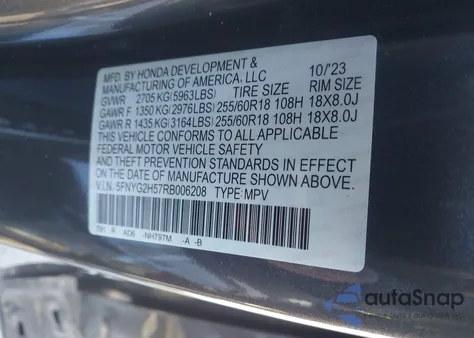 MFD. BY HONDA DEVELOPMENT &
MANUFACTURING OF AMERICA, LLC 10/'23
GVWR 2705 KG(5963LBS) TIRE SIZE RIM SIZE
GAWR F 1350 KG(2976LBS) 255/60R18 108H 18X8.0J
GAWR R 1435 KG(3164LBS) 255/60R18 108H 18X8.0J
THIS VEHICLE CONFORMS TO ALL APPLICABLE
FEDERAL MOTOR VEHICLE SAFETY
AND THEFT PREVENTION STANDARDS IN EFFECT
ON THE DATE OF MANUFACTURE SHOWN ABOVE.
V.I.N. 5FNYG2H57RB006208 TYPE: MPV
AD6 -NH797M -A -B
autoSnap